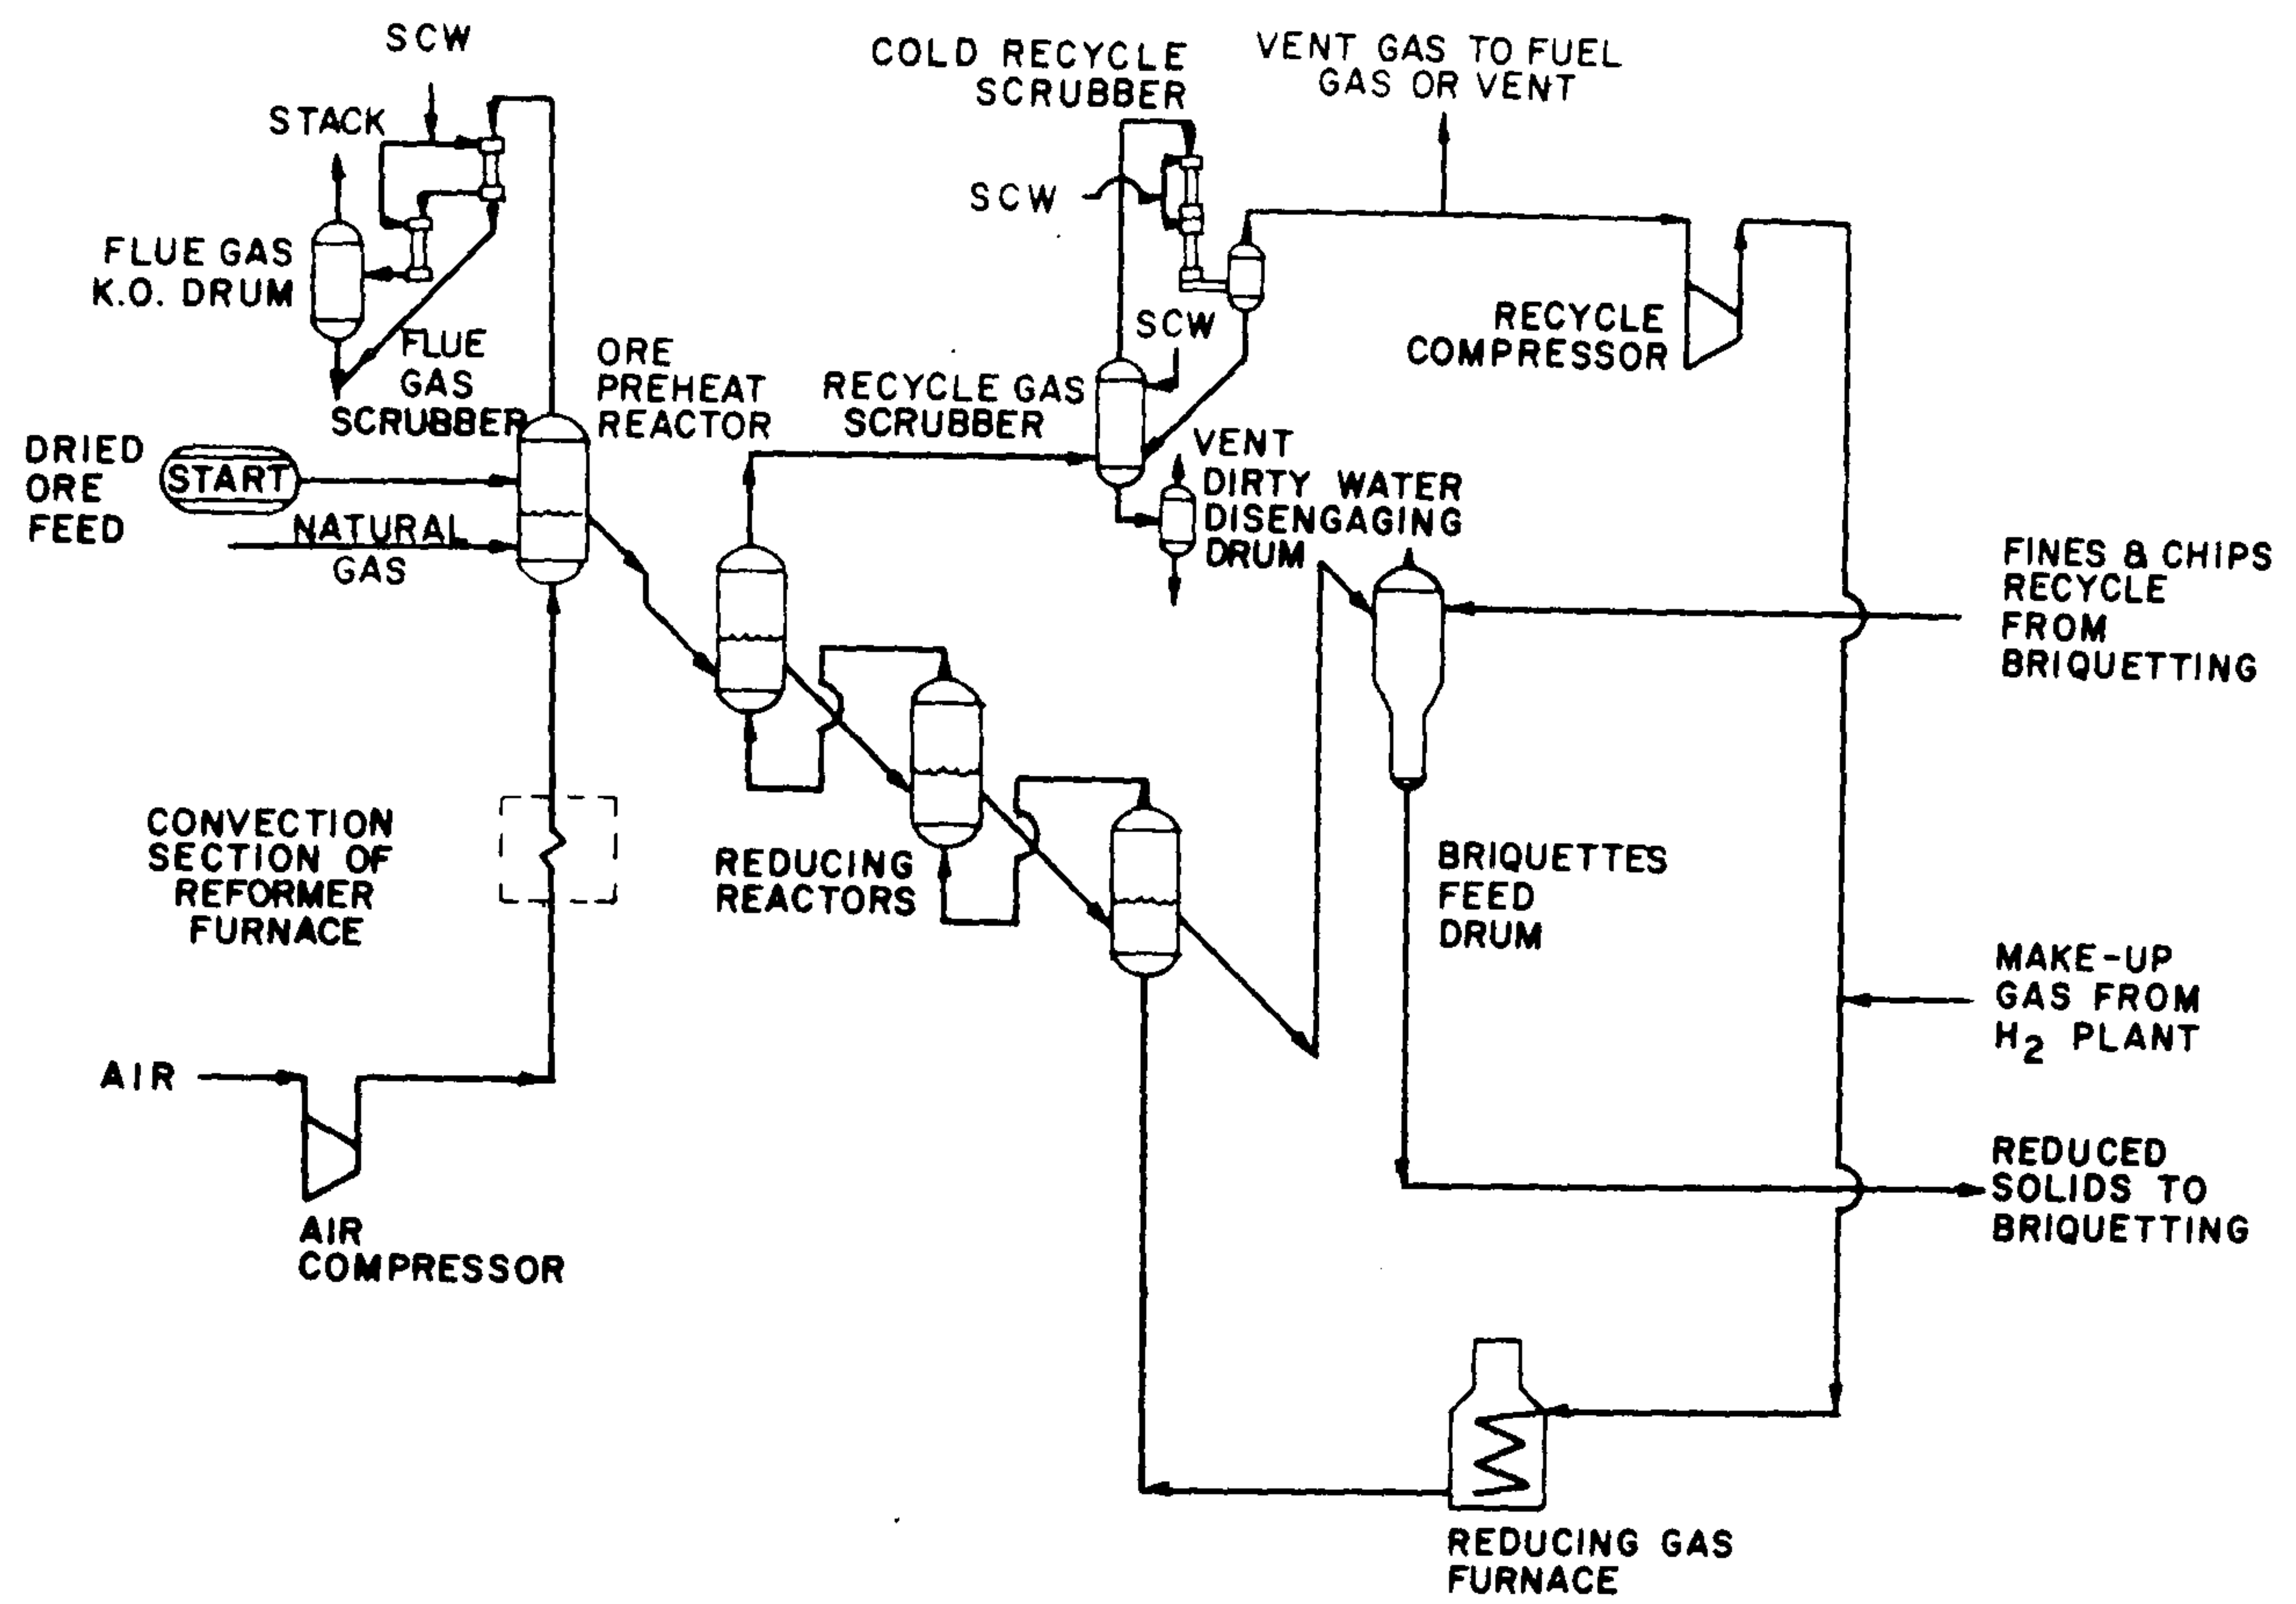 SCW
STACK
FLUE GAS
K.O. DRUM
FLUE
GAS
SCRUBBER
ORE
PREHEAT
REACTOR
DRIED
ORE
FEED
START
NATURAL
GAS
CONVECTION
SECTION OF
REFORMER
FURNACE
AIR
AIR
COMPRESSOR
COLD RECYCLE
SCRUBBER
SCW
VENT GAS TO FUEL
GAS OR VENT
SCW
RECYCLE GAS
SCRUBBER
VENT
DIRTY WATER
DISENGAGING
DRUM
RECYCLE
COMPRESSOR
REDUCING
REACTORS
BRIQUETTES
FEED
DRUM
FINES & CHIPS
RECYCLE
FROM
BRIQUETTING
MAKE-UP
GAS FROM
H2 PLANT
REDUCED
SOLIDS TO
BRIQUETTING
REDUCING GAS
FURNACE